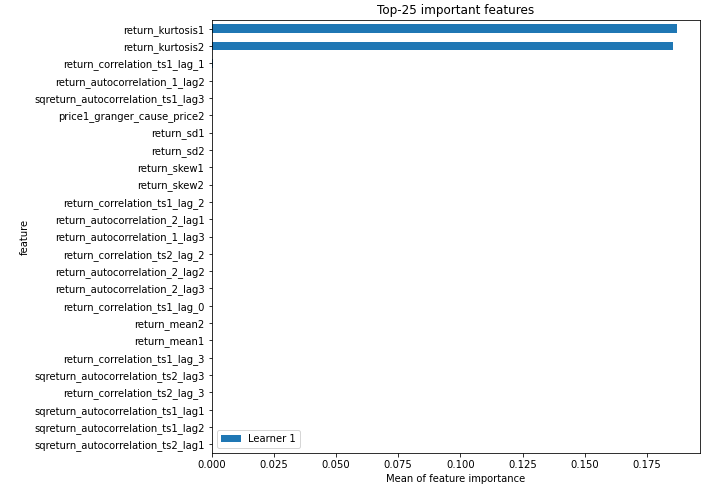 Top-25 important features
return_kurtosis1
return_kurtosis2
return_correlation_ts1_lag_1
return_autocorrelation_1_lag2
sqreturn_autocorrelation_ts1_lag3
price1_granger_cause_price2
return_sd1
return_sd2
return_skew1
return_skew2
return_correlation_ts1_lag_2
return_autocorrelation_2_lag1
return_autocorrelation_1_lag3
return_correlation_ts2_lag_2
return_autocorrelation_2_lag2
return_autocorrelation_2_lag3
return_correlation_ts1_lag_0
return_mean2
return_mean1
return_correlation_ts1_lag_3
sqreturn_autocorrelation_ts2_lag3
return_correlation_ts2_lag_3
sqreturn_autocorrelation_ts1_lag1
sqreturn_autocorrelation_ts1_lag2
sqreturn_autocorrelation_ts2_lag1
feature
Learner 1
0.000 0.025 0.050 0.075 0.100 0.125 0.150 0.175
Mean of feature importance